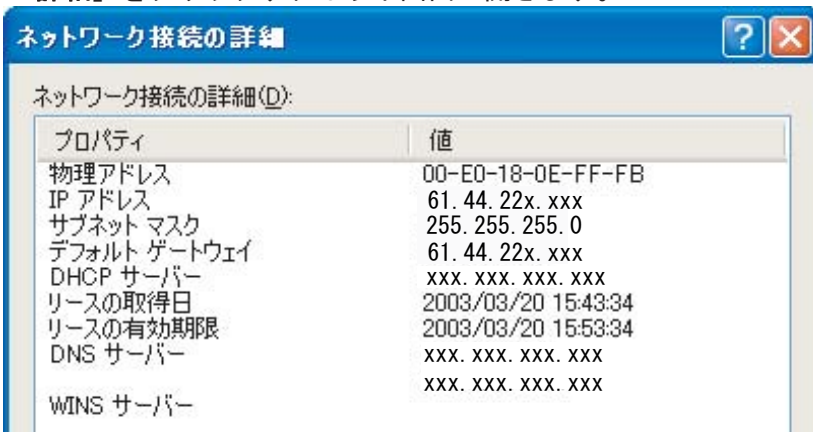 ネットワーク接続の詳細
ネットワーク接続の詳細(D):
プロパティ 値
物理アドレス 00-E0-18-0E-FF-FB
IP アドレス 61.44.22x.xxx
サブネット マスク 255.255.255.0
デフォルト ゲートウェイ 61.44.22x.xxx
DHCP サーバー xxx.xxx.xxx.xxx
リースの取得日 2003/03/20 15:43:34
リースの有効期限 2003/03/20 15:53:34
DNS サーバー xxx.xxx.xxx.xxx
xxx.xxx.xxx.xxx
WINS サーバー